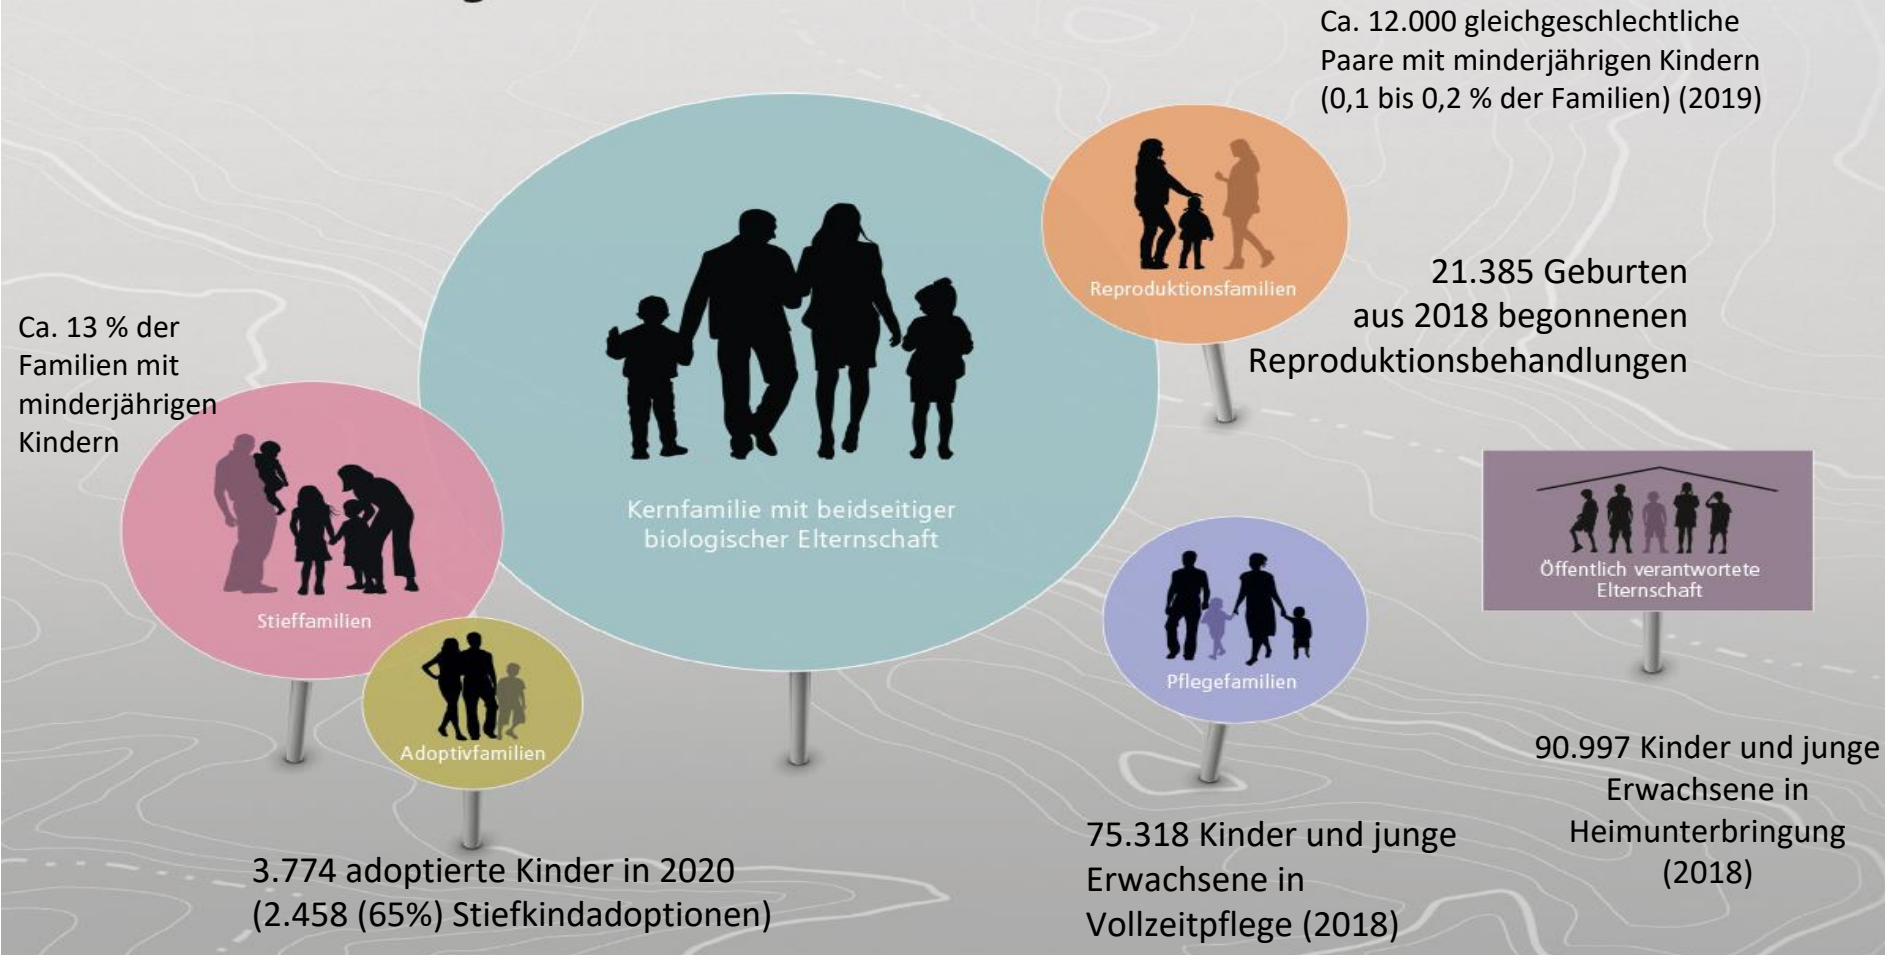 Ca. 12.000 gleichgeschlechtliche
Paare mit minderjährigen Kindern
(0,1 bis 0,2 % der Familien) (2019)
Reproduktionsfamilien
21.385 Geburten
aus 2018 begonnenen
Reproduktionsbehandlungen
Ca. 13 % der
Familien mit
minderjährigen
Kindern
Kernfamilie mit beidseitiger
biologischer Elternschaft
Stieffamilien
Adoptivfamilien
3.774 adoptierte Kinder in 2020
(2.458 (65%) Stiefkindadoptionen)
Pflegefamilien
75.318 Kinder und junge
Erwachsene in
Vollzeitpflege (2018)
Öffentlich verantwortete
Elternschaft
90.997 Kinder und junge
Erwachsene in
Heimunterbringung
(2018)